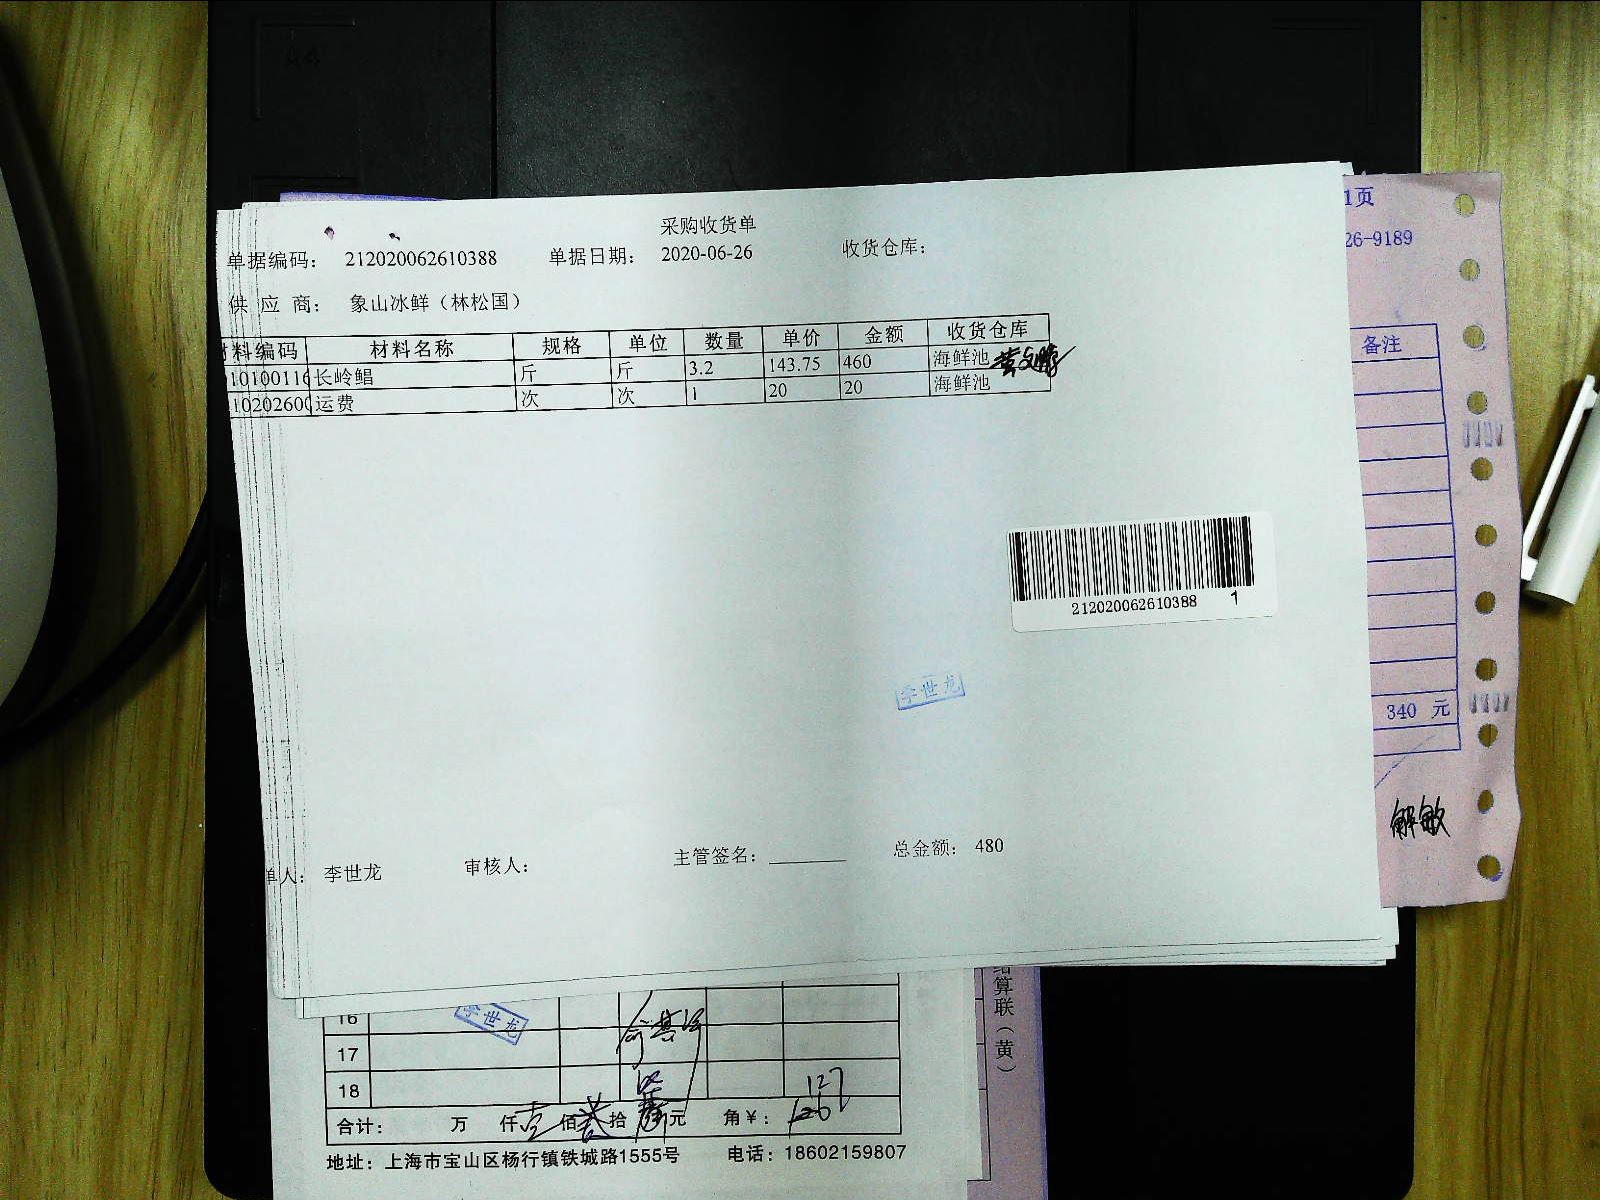 采购收货单
单据编码： 212020062610388 单据日期： 2020-06-26 收货仓库：
供 应 商： 象山冰鲜（林松国）
材料编码 材料名称 规格 单位 数量 单价 金额 收货仓库
10100116 长岭鲳 斤 斤 3.2 143.75 460 海鲜池
10202600 运费 次 次 1 20 20 海鲜池
212020062610388 1
李世龙
单人： 李世龙 审核人： 主管签名： 总金额： 480
1页
26-9189
备注
340 元
解敏
结算联（黄）
16 李世龙
17
18 127
合计： 万 仟 佰 拾 元 角￥： 126
地址：上海市宝山区杨行镇铁城路1555号 电话：18602159807